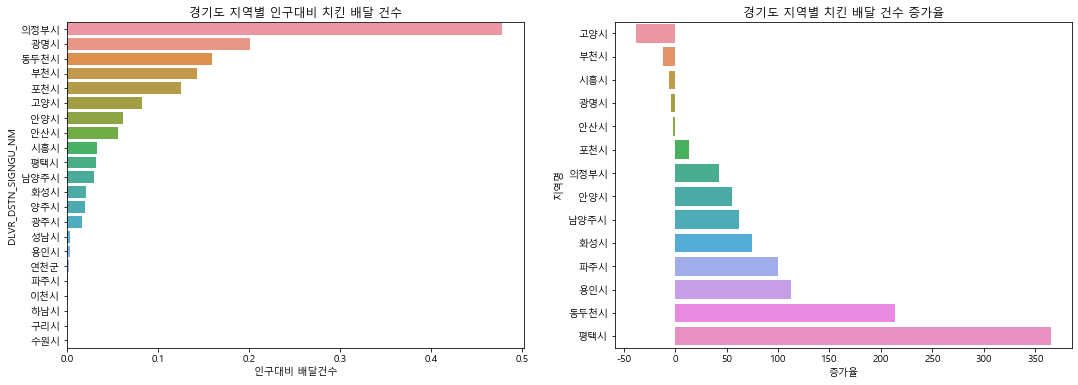 경기도 지역별 인구대비 치킨 배달 건수
DLVR_DSTN_SIGNGU_NM
의정부시
광명시
동두천시
부천시
포천시
고양시
안양시
안산시
시흥시
평택시
남양주시
화성시
양주시
광주시
성남시
용인시
연천군
파주시
이천시
하남시
구리시
수원시
0.0 0.1 0.2 0.3 0.4 0.5
인구대비 배달건수
경기도 지역별 치킨 배달 건수 증가율
지역명
고양시
부천시
시흥시
광명시
안산시
포천시
의정부시
안양시
남양주시
화성시
파주시
용인시
동두천시
평택시
-50 0 50 100 150 200 250 300 350
증가율